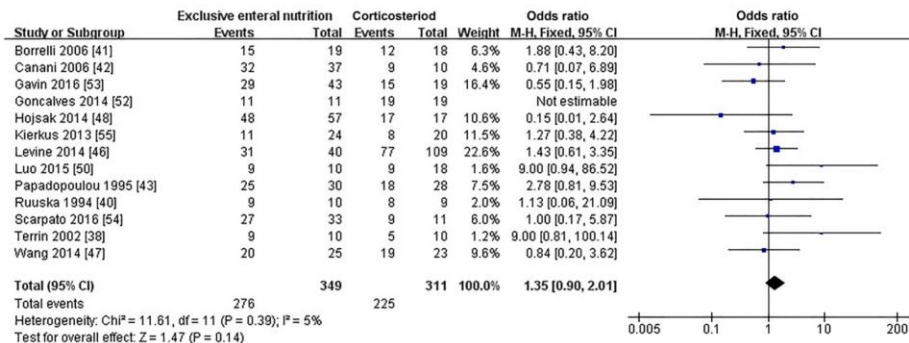 Exclusive enteral nutrition Corticosteriod Odds ratio Odds ratio
Study or Subgroup Events Total Events Total Weight M-H, Fixed, 95% CI M-H, Fixed, 95% CI
Borrelli 2006 [41] 15 19 12 18 6.3% 1.88 [0.43, 8.20]
Canani 2006 [42] 32 37 9 10 4.6% 0.71 [0.07, 6.89]
Gavin 2016 [53] 29 43 15 19 16.4% 0.55 [0.15, 1.98]
Goncalves 2014 [52] 11 11 19 19 Not estimable
Hojsak 2014 [48] 48 57 17 17 10.6% 0.15 [0.01, 2.64]
Kierkus 2013 [55] 11 24 8 20 11.5% 1.27 [0.38, 4.22]
Levine 2014 [46] 31 40 77 109 22.6% 1.43 [0.61, 3.35]
Luo 2015 [50] 9 10 9 18 1.6% 9.00 [0.94, 86.52]
Papadopoulou 1995 [43] 25 30 18 28 7.5% 2.78 [0.81, 9.53]
Ruuska 1994 [40] 9 10 8 9 2.0% 1.13 [0.06, 21.09]
Scarpato 2016 [54] 27 33 9 11 6.0% 1.00 [0.17, 5.87]
Terrin 2002 [38] 9 10 5 10 1.2% 9.00 [0.81, 100.14]
Wang 2014 [47] 20 25 19 23 9.6% 0.84 [0.20, 3.62]
Total (95% CI) 349 311 100.0% 1.35 [0.90, 2.01]
Total events 276 225
Heterogeneity: Chi² = 11.61, df = 11 (P = 0.39); I² = 5%
Test for overall effect: Z = 1.47 (P = 0.14)
0.005 0.1 1 10 200